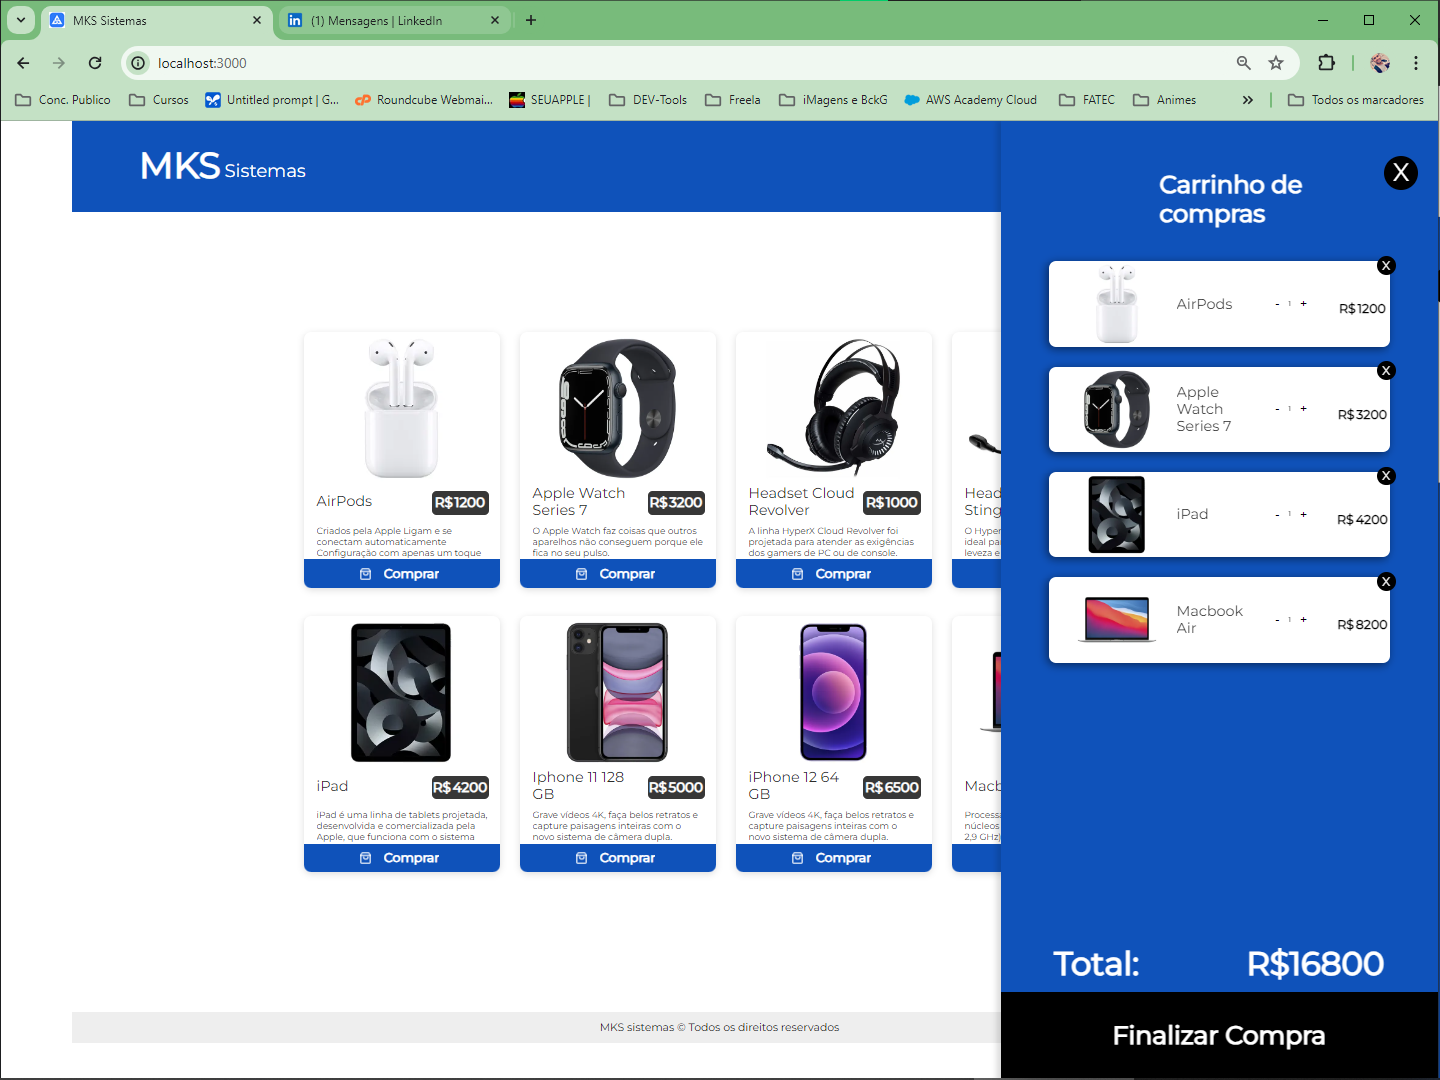 MKS Sistemas
(1) Mensagens | LinkedIn
localhost:3000
Conc. Publico
Cursos
Untitled prompt | G...
Roundcube Webmai...
SEUAPPLE |
DEV-Tools
Freela
iMagens e BckG
AWS Academy Cloud
FATEC
Animes
Todos os marcadores
MKS Sistemas
AirPods
R$1200
Criados pela Apple Ligam e se
conectam automaticamente
Configuração com apenas um toque
Comprar
Apple Watch
Series 7
R$3200
O Apple Watch faz coisas que outros
aparelhos não conseguem porque ele
fica no seu pulso.
Comprar
Headset Cloud
Revolver
R$1000
A linha HyperX Cloud Revolver foi
projetada para atender as exigências
dos gamers de PC ou de console.
Comprar
Head
Sting
O Hyper
ideal pa
leveza e
iPad
R$4200
iPad é uma linha de tablets projetada,
desenvolvida e comercializada pela
Apple, que funciona com o sistema
Comprar
Iphone 11 128
GB
R$5000
Grave vídeos 4K, faça belos retratos e
capture paisagens inteiras com o
novo sistema de câmera dupla.
Comprar
iPhone 12 64
GB
R$6500
Grave vídeos 4K, faça belos retratos e
capture paisagens inteiras com o
novo sistema de câmera dupla.
Comprar
Macb
Process
núcleos
2,9 GHz)
MKS sistemas © Todos os direitos reservados
Carrinho de
compras
X
X
AirPods
- 1 +
R$1200
X
Apple
Watch
Series 7
- 1 +
R$3200
X
iPad
- 1 +
R$4200
X
Macbook
Air
- 1 +
R$8200
Total:
R$16800
Finalizar Compra